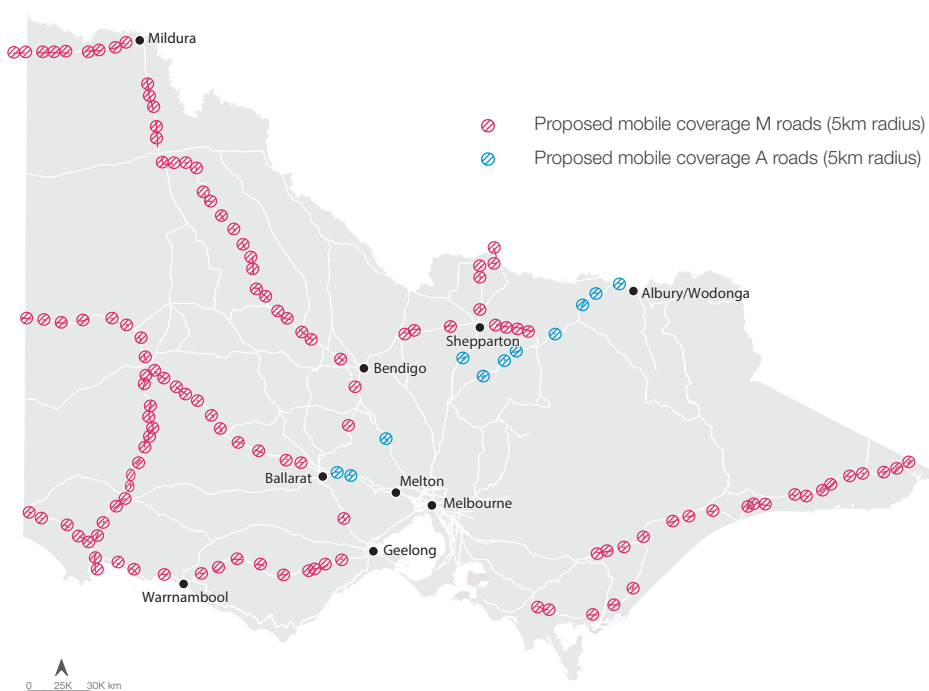 Mildura
Proposed mobile coverage M roads (5km radius)
Proposed mobile coverage A roads (5km radius)
Albury/Wodonga
Shepparton
Bendigo
Ballarat
Melton
Melbourne
Geelong
Warrnambool
0 25K 30K km